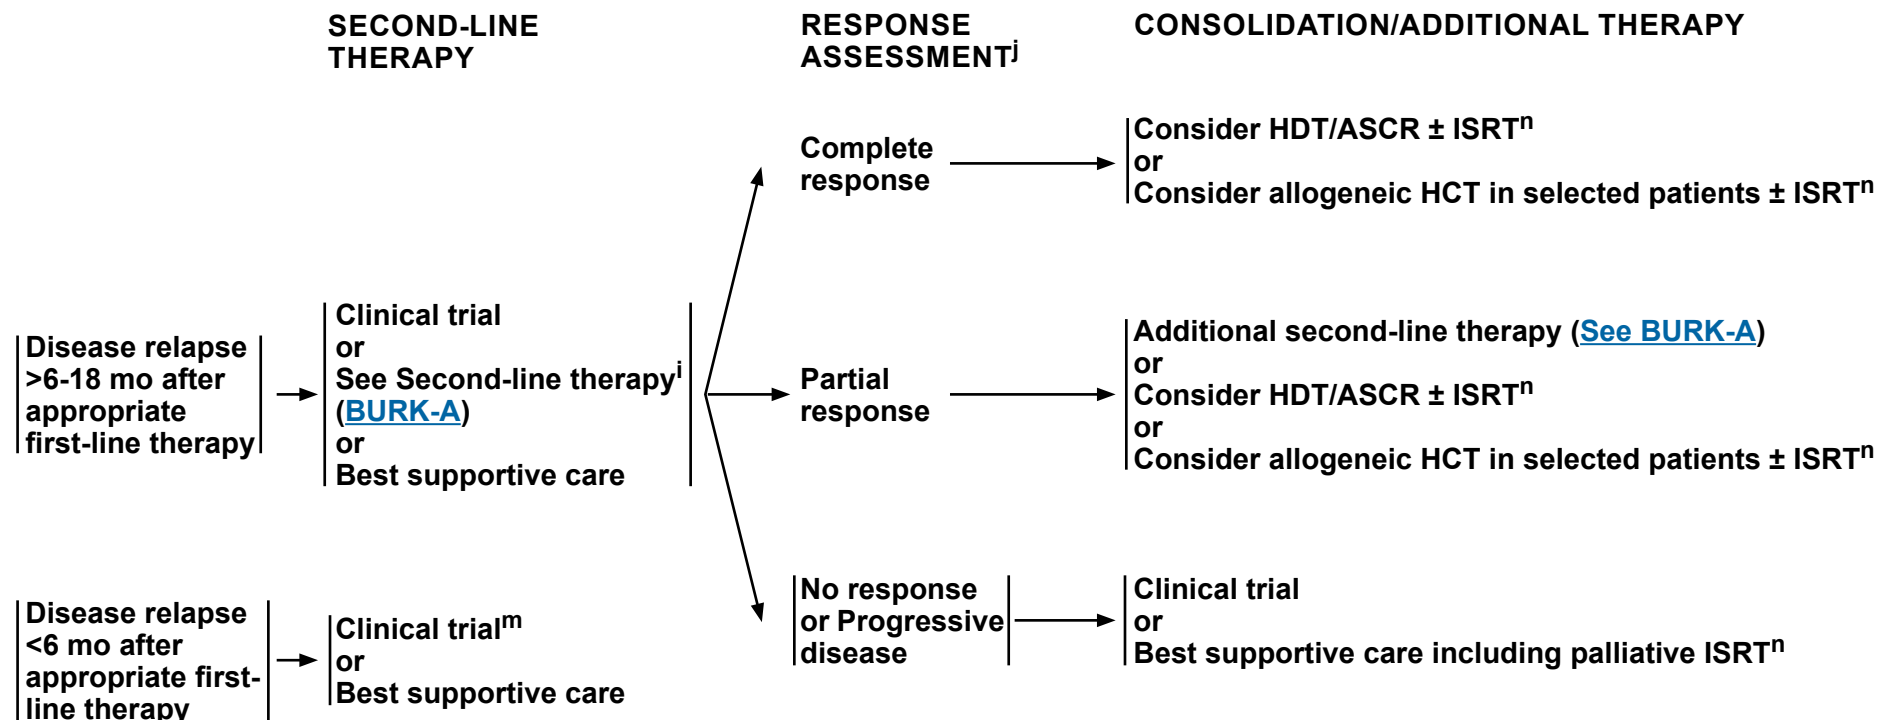 SECOND-LINE
THERAPY
RESPONSE
ASSESSMENTj
CONSOLIDATION/ADDITIONAL THERAPY
Disease relapse
>6-18 mo after
appropriate
first-line therapy
Clinical trial
or
See Second-line therapyi
(BURK-A)
or
Best supportive care
Complete
response
Consider HDT/ASCR ± ISRTn
or
Consider allogeneic HCT in selected patients ± ISRTn
Partial
response
Additional second-line therapy (See BURK-A)
or
Consider HDT/ASCR ± ISRTn
or
Consider allogeneic HCT in selected patients ± ISRTn
No response
or Progressive
disease
Clinical trial
or
Best supportive care including palliative ISRTn
Disease relapse
<6 mo after
appropriate first-
line therapy
Clinical trialm
or
Best supportive care